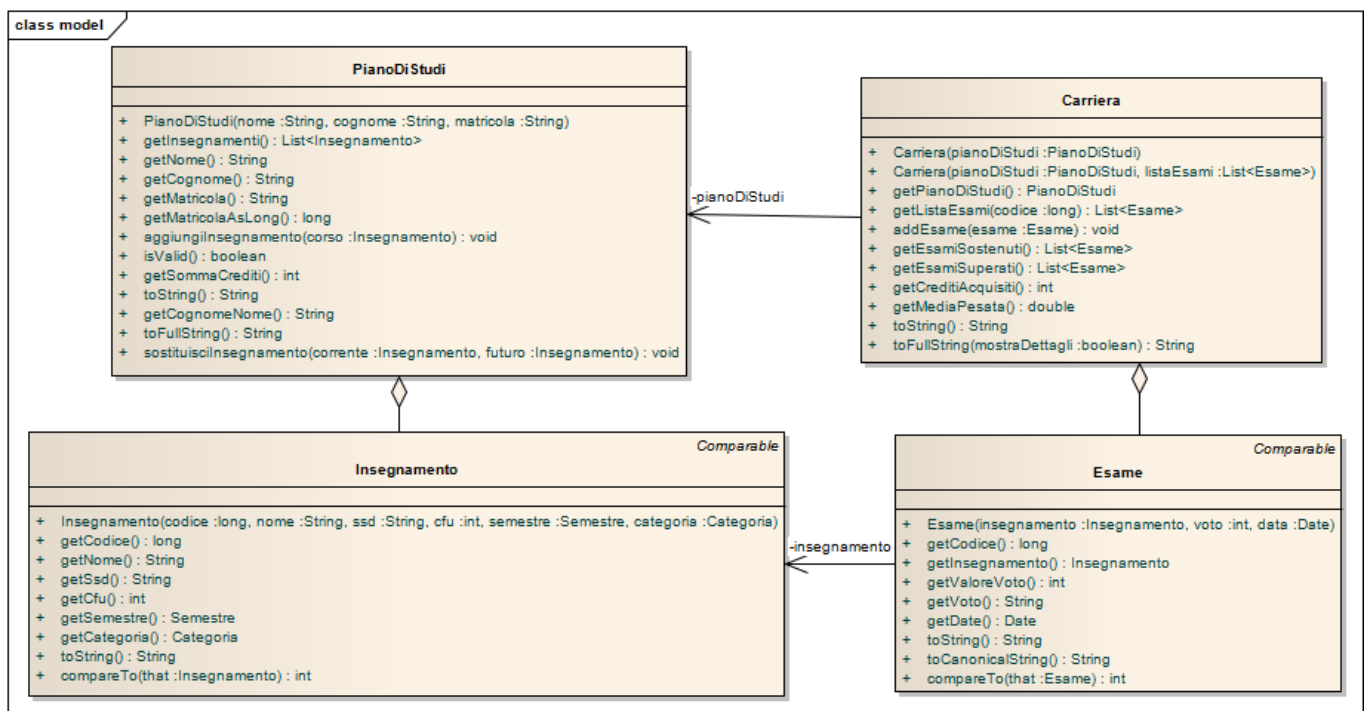 class model
PianoDiStudi
+ PianoDiStudi(nome :String, cognome :String, matricola :String)
+ getInsegnamenti() : List<Insegnamento>
+ getNome() : String
+ getCognome() : String
+ getMatricola() : String
+ getMatricolaAsLong() : long
+ aggiungiInsegnamento(corso :Insegnamento) : void
+ isValid() : boolean
+ getSommaCrediti() : int
+ toString() : String
+ getCognomeNome() : String
+ toFullString() : String
+ sostituisciInsegnamento(corrente :Insegnamento, futuro :Insegnamento) : void
-pianoDiStudi
Carriera
+ Carriera(pianoDiStudi :PianoDiStudi)
+ Carriera(pianoDiStudi :PianoDiStudi, listaEsami :List<Esame>)
+ getPianoDiStudi() : PianoDiStudi
+ getListaEsami(codice :long) : List<Esame>
+ addEsame(esame :Esame) : void
+ getEsamiSostenuti() : List<Esame>
+ getEsamiSuperati() : List<Esame>
+ getCreditiAcquisiti() : int
+ getMediaPesata() : double
+ toString() : String
+ toFullString(mostraDettagli :boolean) : String
Comparable
Insegnamento
+ Insegnamento(codice :long, nome :String, ssd :String, cfu :int, semestre :Semestre, categoria :Categoria)
+ getCodice() : long
+ getNome() : String
+ getSsd() : String
+ getCfu() : int
+ getSemestre() : Semestre
+ getCategoria() : Categoria
+ toString() : String
+ compareTo(that :Insegnamento) : int
-insegnamento
Comparable
Esame
+ Esame(insegnamento :Insegnamento, voto :int, data :Date)
+ getCodice() : long
+ getInsegnamento() : Insegnamento
+ getValoreVoto() : int
+ getVoto() : String
+ getDate() : Date
+ toString() : String
+ toCanonicalString() : String
+ compareTo(that :Esame) : int